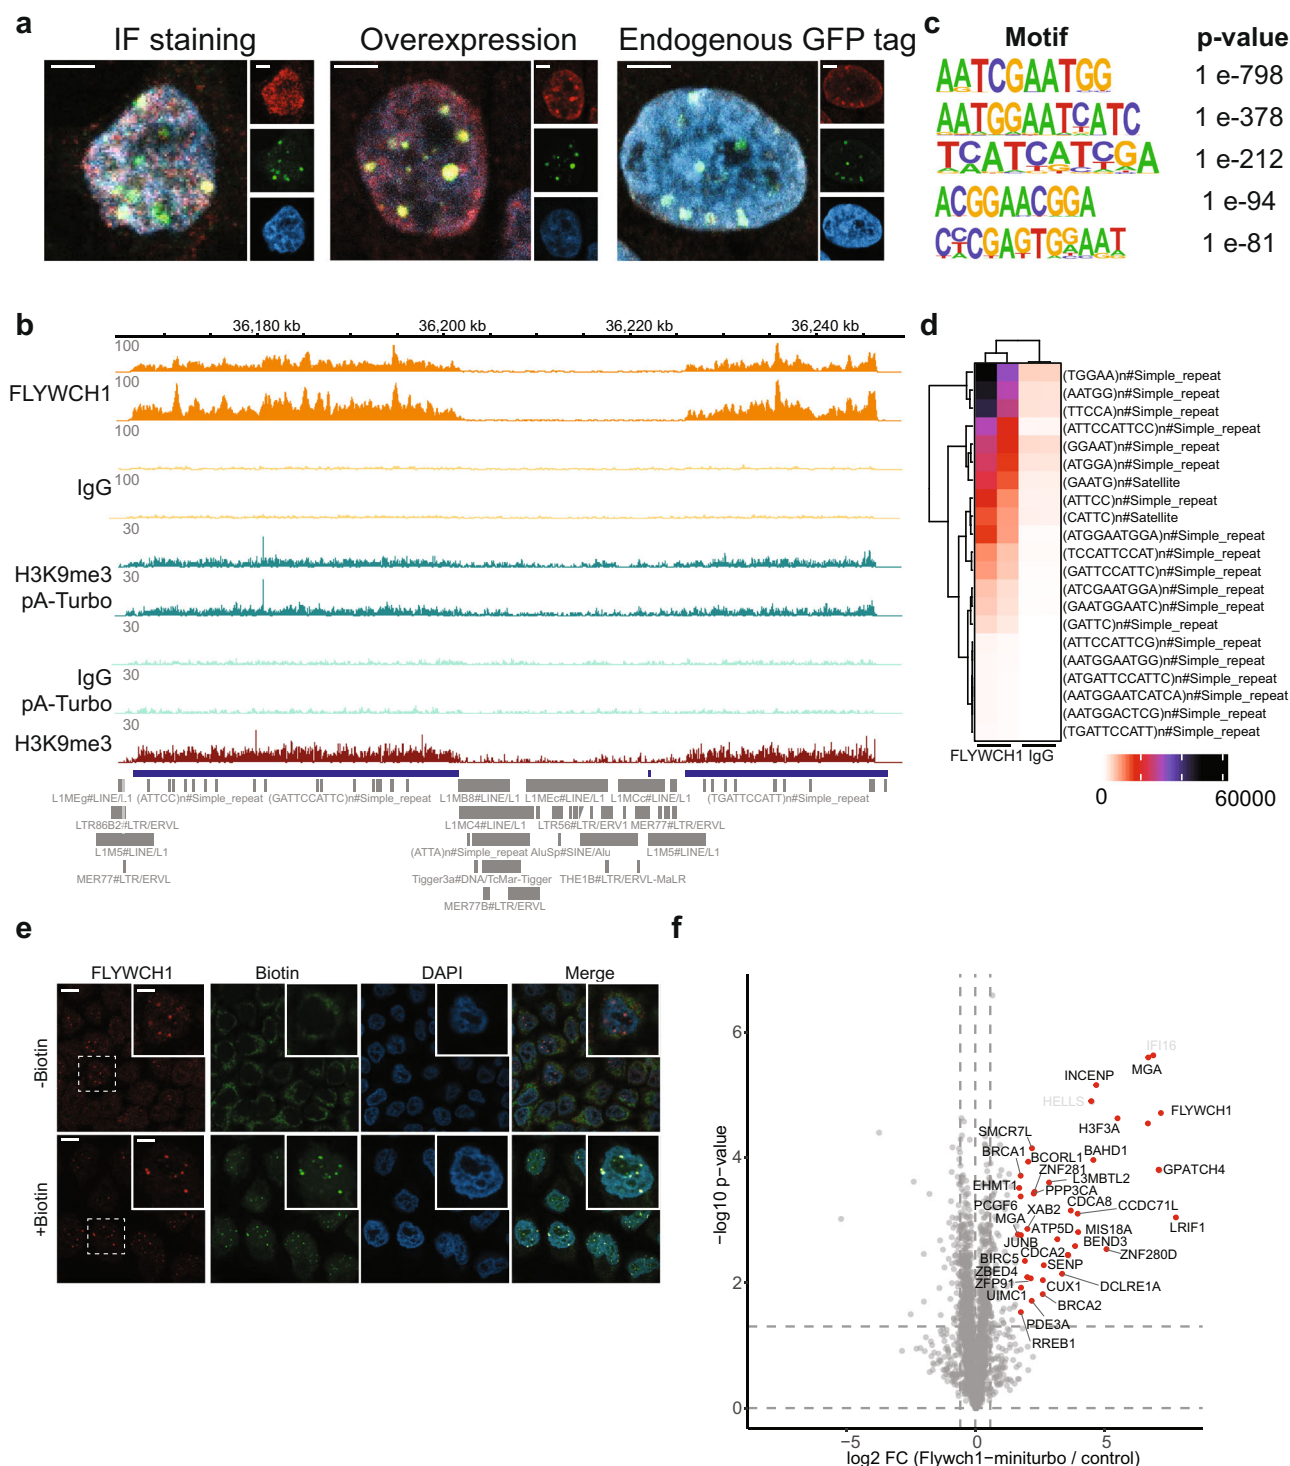 a
IF staining
Overexpression
Endogenous GFP tag
c
Motif
p-value
AATCGAATGG
1 e-798
AATGGAATCATC
1 e-378
TCATCATCGA
1 e-212
ACGGAACGGA
1 e-94
CTCGAGTGGAAT
1 e-81
b
36,180 kb
36,200 kb
36,220 kb
36,240 kb
100
FLYWCH1
100
100
IgG
100
30
H3K9me3
pA-Turbo
30
30
IgG
pA-Turbo
30
30
H3K9me3
L1MEg#LINE/L1
(ATTCC)n#Simple_repeat
(GATTCCATTC)n#Simple_repeat
L1MB8#LINE/L1
L1MEc#LINE/L1
L1MCc#LINE/L1
(TGATTCCATT)n#Simple_repeat
LTR86B2#LTR/ERVL
L1MC4#LINE/L1
LTR56#LTR/ERV1
MER77#LTR/ERVL
L1M5#LINE/L1
(ATTA)n#Simple_repeat
AluSp#SINE/Alu
L1M5#LINE/L1
MER77#LTR/ERVL
Tigger3a#DNA/TcMar-Tigger
THE1B#LTR/ERVL-MaLR
MER77B#LTR/ERVL
d
(TGGAA)n#Simple_repeat
(AATGG)n#Simple_repeat
(TTCCA)n#Simple_repeat
(ATTCCATTCC)n#Simple_repeat
(GGAAT)n#Simple_repeat
(ATGGA)n#Simple_repeat
(GAATG)n#Satellite
(ATTCC)n#Simple_repeat
(CATTC)n#Satellite
(ATGGAATGGA)n#Simple_repeat
(TCCATTCCAT)n#Simple_repeat
(GATTCCATTC)n#Simple_repeat
(ATCGAATGGA)n#Simple_repeat
(GAATGGAATC)n#Simple_repeat
(GATTC)n#Simple_repeat
(ATTCCATTCG)n#Simple_repeat
(AATGGAATGG)n#Simple_repeat
(ATGATTCCATTC)n#Simple_repeat
(AATGGAATCATCA)n#Simple_repeat
(AATGGACTCG)n#Simple_repeat
(TGATTCCATT)n#Simple_repeat
FLYWCH1 IgG
0
60000
e
FLYWCH1
Biotin
DAPI
Merge
-Biotin
+Biotin
f
6
4
2
0
−log10 p−value
−5
0
5
log2 FC (Flywch1−miniturbo / control)
IFI16
MGA
INCENP
HELLS
FLYWCH1
H3F3A
SMCR7L
BRCA1
BCORL1
BAHD1
ZNF281
GPATCH4
EHMT1
L3MBTL2
PPP3CA
PCGF6
CDCA8
XAB2
CCDC71L
MGA
ATP5D
MIS18A
LRIF1
JUNB
BEND3
CDCA2
ZNF280D
BIRC5
SENP
ZBED4
ZFP91
CUX1
DCLRE1A
UIMC1
BRCA2
PDE3A
RREB1